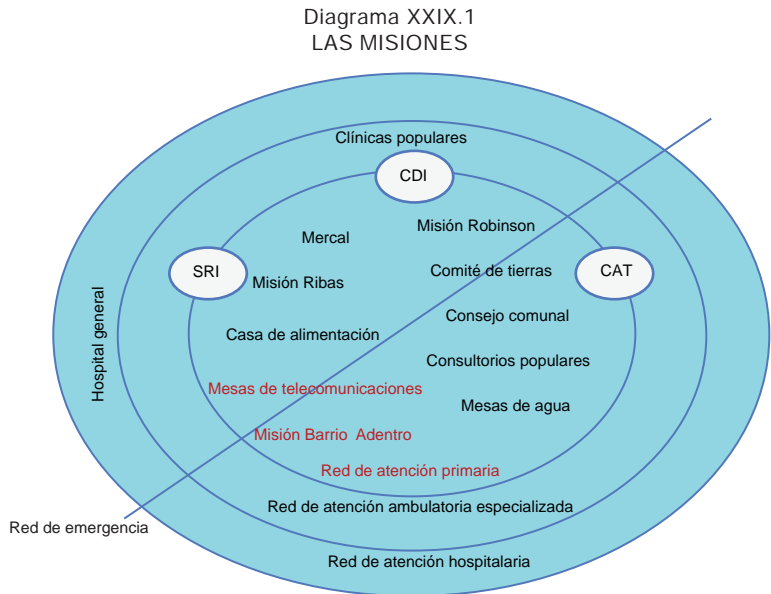 Diagrama XXIX.1
LAS MISIONES
Clínicas populares
CDI
Misión Robinson
Mercal
SRI
Comité de tierras
CAT
Misión Ribas
Hospital general
Consejo comunal
Casa de alimentación
Consultorios populares
Mesas de telecomunicaciones
Mesas de agua
Misión Barrio Adentro
Red de atención primaria
Red de atención ambulatoria especializada
Red de emergencia
Red de atención hospitalaria